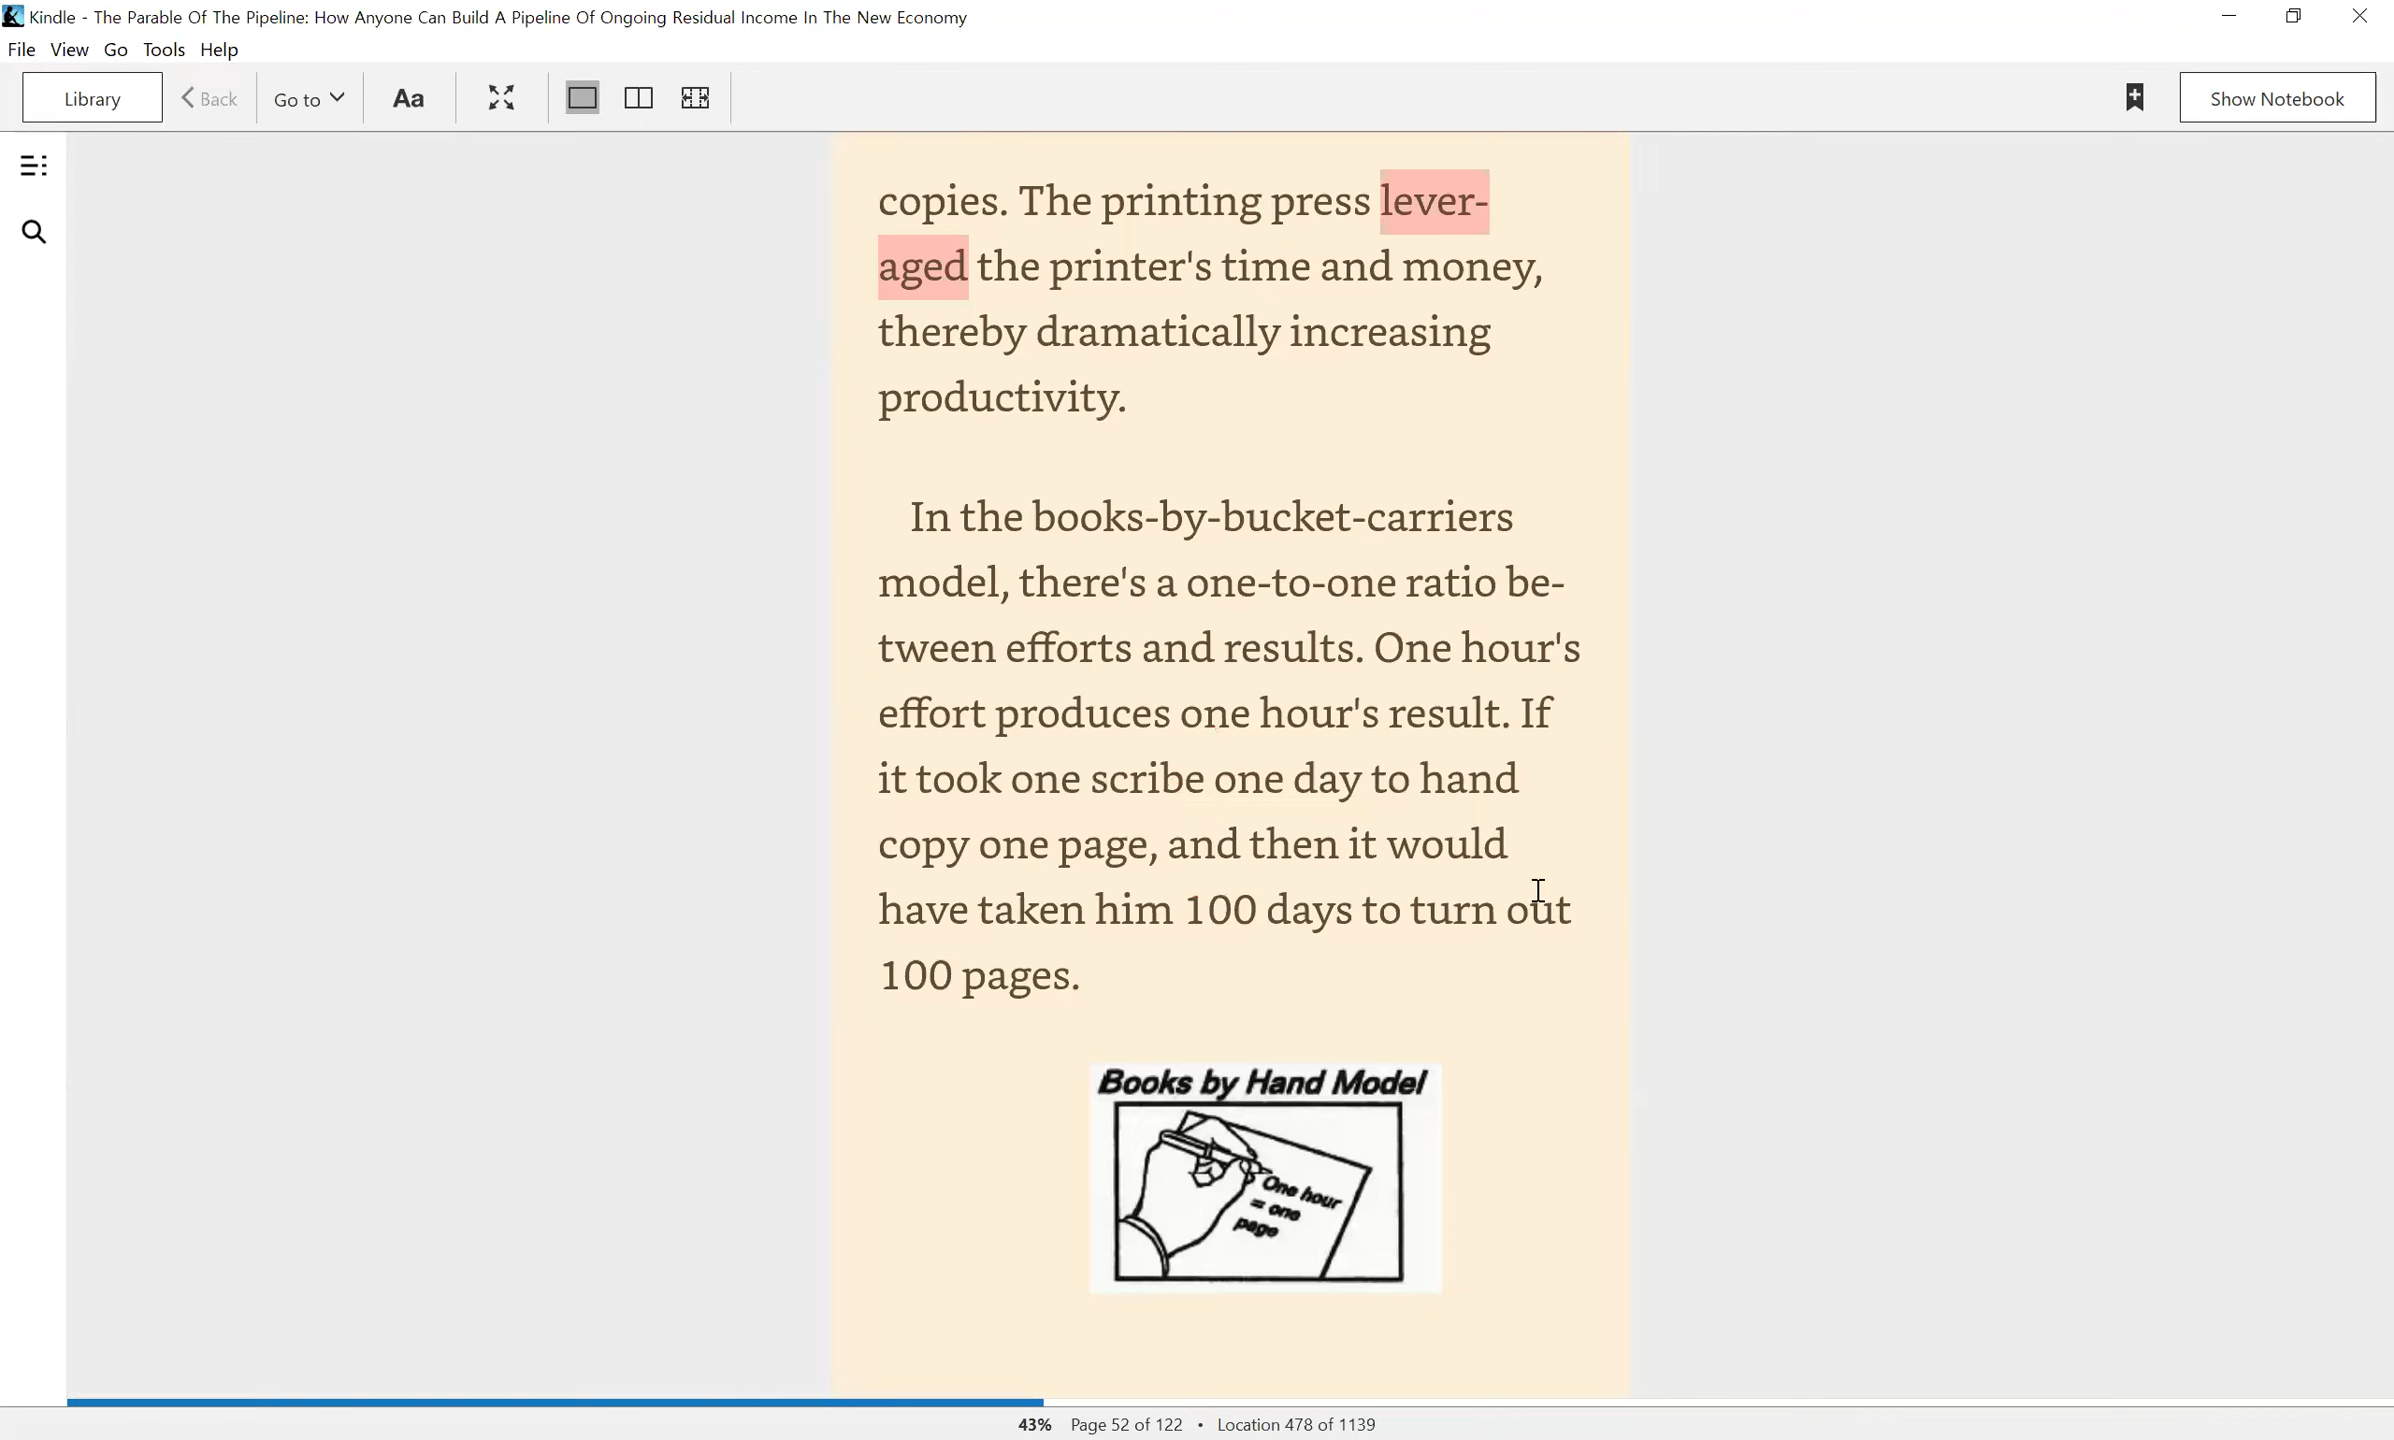 Kindle - The Parable Of The Pipeline: How Anyone Can Build A Pipeline Of Ongoing Residual Income In The New Economy
File View Go Tools Help
Library Back Go to Aa Show Notebook
copies. The printing press lever-
aged the printer's time and money,
thereby dramatically increasing
productivity.
In the books-by-bucket-carriers
model, there's a one-to-one ratio be-
tween efforts and results. One hour's
effort produces one hour's result. If
it took one scribe one day to hand
copy one page, and then it would
have taken him 100 days to turn out
100 pages.
Books by Hand Model
One hour
= one
page
43% Page 52 of 122 • Location 478 of 1139